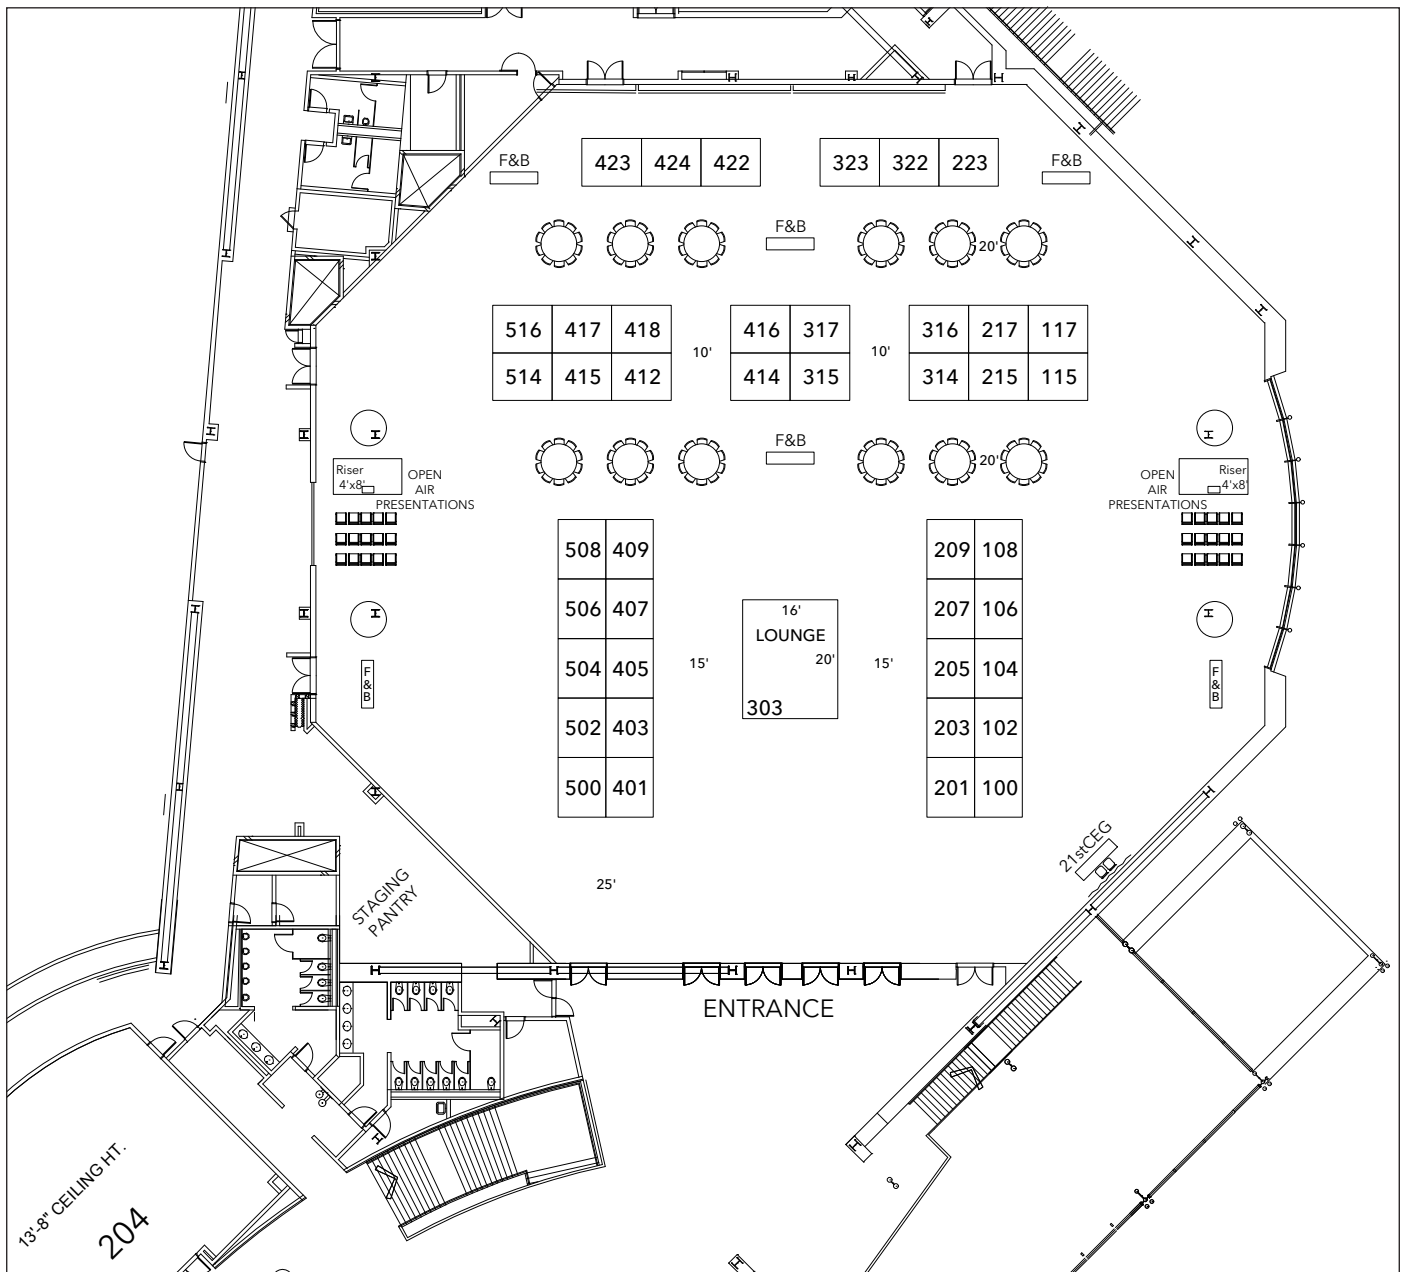 F&B
423 424 422
323 322 223
F&B
F&B
20'
516 417 418
416 317
316 217 117
10'
10'
514 415 412
414 315
314 215 115
F&B
20'
Riser
4'x8'
OPEN
AIR
PRESENTATIONS
OPEN
AIR
PRESENTATIONS
Riser
4'x8'
508 409
209 108
506 407
207 106
16'
LOUNGE
20'
303
504 405
205 104
15'
15'
F
&
B
F
&
B
502 403
203 102
500 401
201 100
21stCEG
25'
STAGING
PANTRY
ENTRANCE
13'-8" CEILING HT.
204